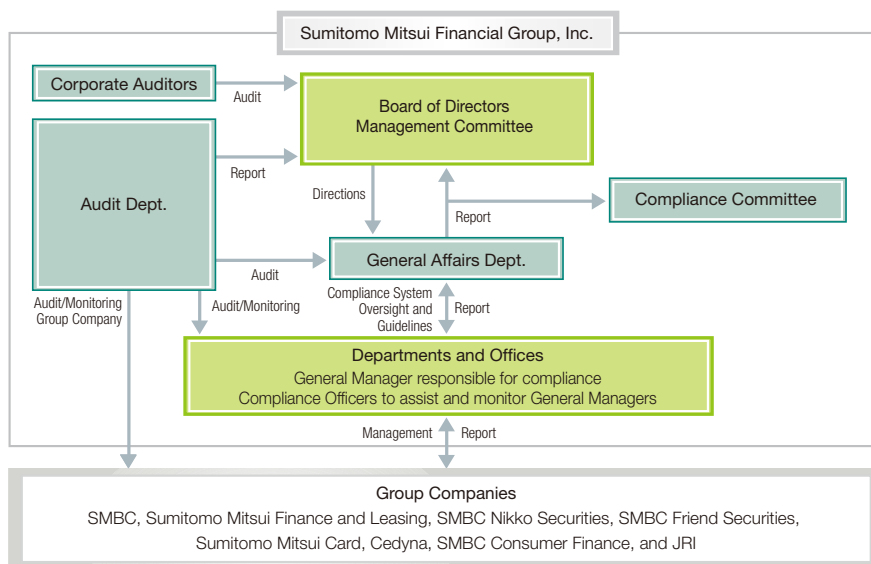 Sumitomo Mitsui Financial Group, Inc.
Corporate Auditors
Audit
Board of Directors
Management Committee
Audit Dept.
Report
Directions
Report
Compliance Committee
Audit
General Affairs Dept.
Audit/Monitoring
Group Company
Audit/Monitoring
Compliance System
Oversight and
Guidelines
Report
Departments and Offices
General Manager responsible for compliance
Compliance Officers to assist and monitor General Managers
Management
Report
Group Companies
SMBC, Sumitomo Mitsui Finance and Leasing, SMBC Nikko Securities, SMBC Friend Securities,
Sumitomo Mitsui Card, Cedyna, SMBC Consumer Finance, and JRI